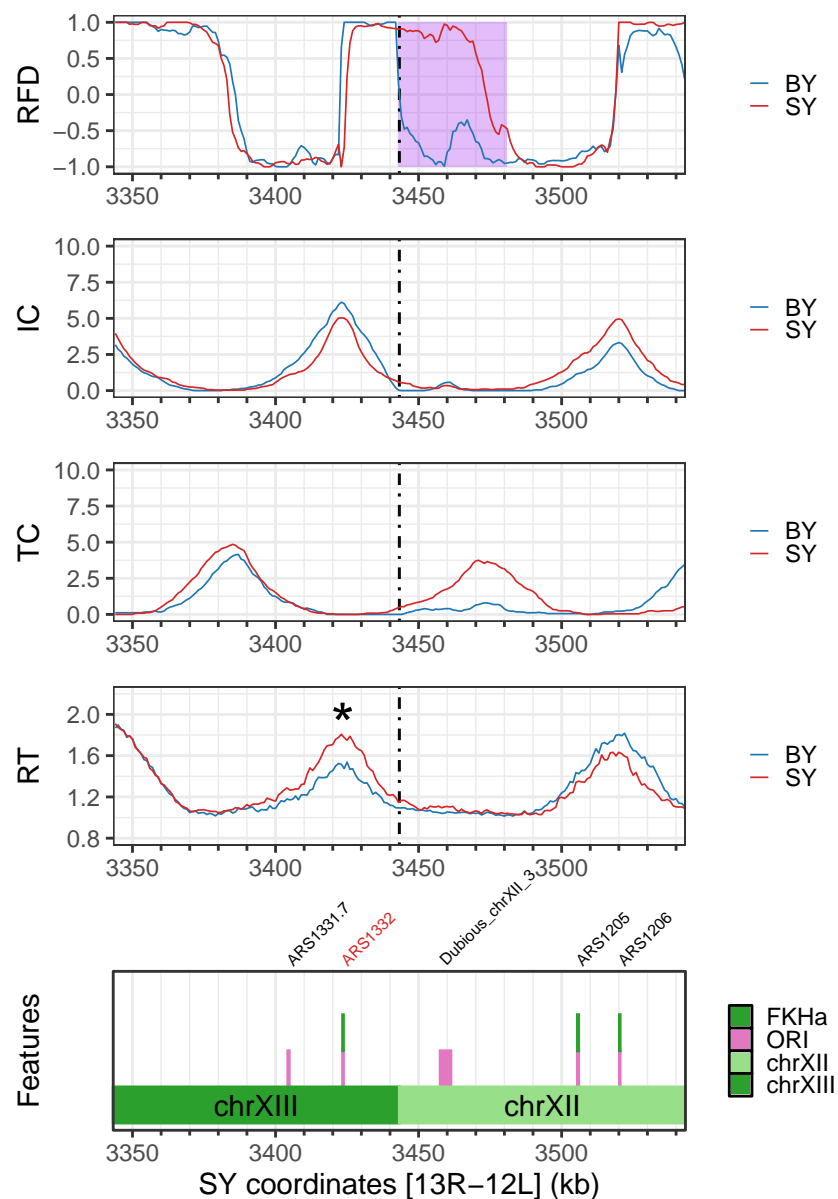 1.0
0.5
0.0
−0.5
−1.0
RFD
3350
3400
3450
3500
BY
SY
10.0
7.5
5.0
2.5
0.0
IC
3350
3400
3450
3500
BY
SY
10.0
7.5
5.0
2.5
0.0
TC
3350
3400
3450
3500
BY
SY
2.0
1.6
1.2
0.8
RT
*
3350
3400
3450
3500
BY
SY
ARS1331.7
ARS1332
Dubious_chrXII_3
ARS1205
ARS1206
Features
chrXIII
chrXII
FKHa
ORI
chrXII
chrXIII
3350
3400
3450
3500
SY coordinates [13R−12L] (kb)